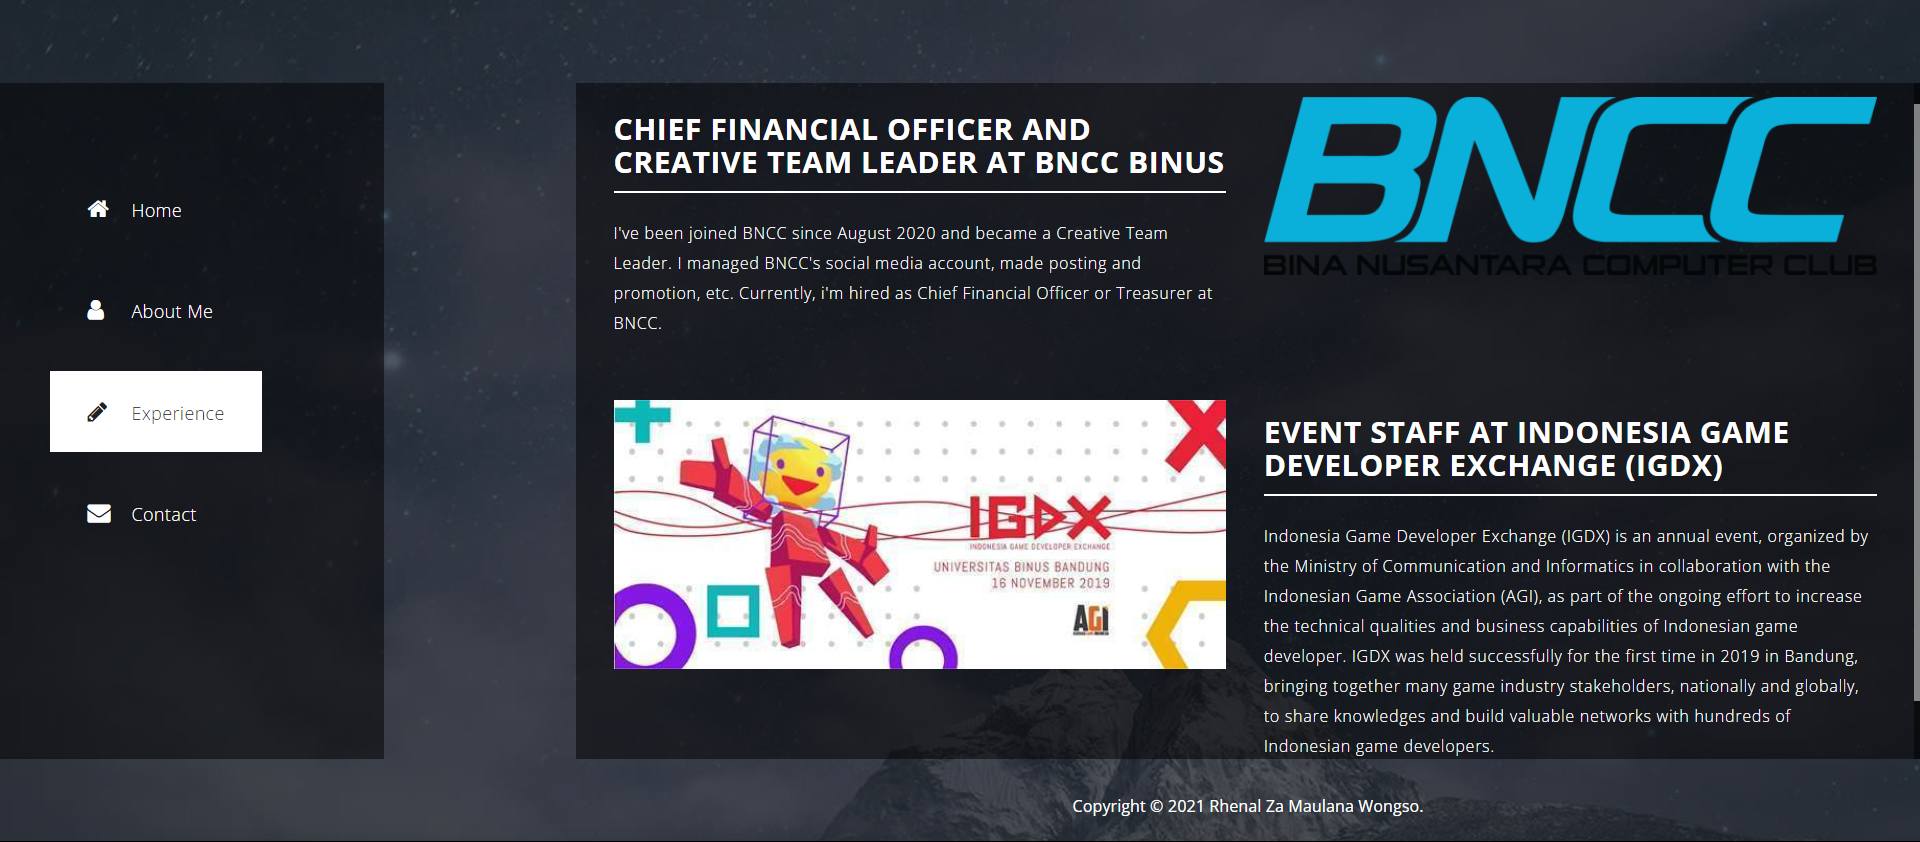 Home
About Me
Experience
Contact
CHIEF FINANCIAL OFFICER AND
CREATIVE TEAM LEADER AT BNCC BINUS
I've been joined BNCC since August 2020 and became a Creative Team
Leader. I managed BNCC's social media account, made posting and
promotion, etc. Currently, i'm hired as Chief Financial Officer or Treasurer at
BNCC.
BNCC
BINA NUSANTARA COMPUTER CLUB
IGDX
INDONESIA GAME DEVELOPER EXCHANGE
UNIVERSITAS BINUS BANDUNG
16 NOVEMBER 2019
AGI
EVENT STAFF AT INDONESIA GAME
DEVELOPER EXCHANGE (IGDX)
Indonesia Game Developer Exchange (IGDX) is an annual event, organized by
the Ministry of Communication and Informatics in collaboration with the
Indonesian Game Association (AGI), as part of the ongoing effort to increase
the technical qualities and business capabilities of Indonesian game
developer. IGDX was held successfully for the first time in 2019 in Bandung,
bringing together many game industry stakeholders, nationally and globally,
to share knowledges and build valuable networks with hundreds of
Indonesian game developers.
Copyright © 2021 Rhenal Za Maulana Wongso.